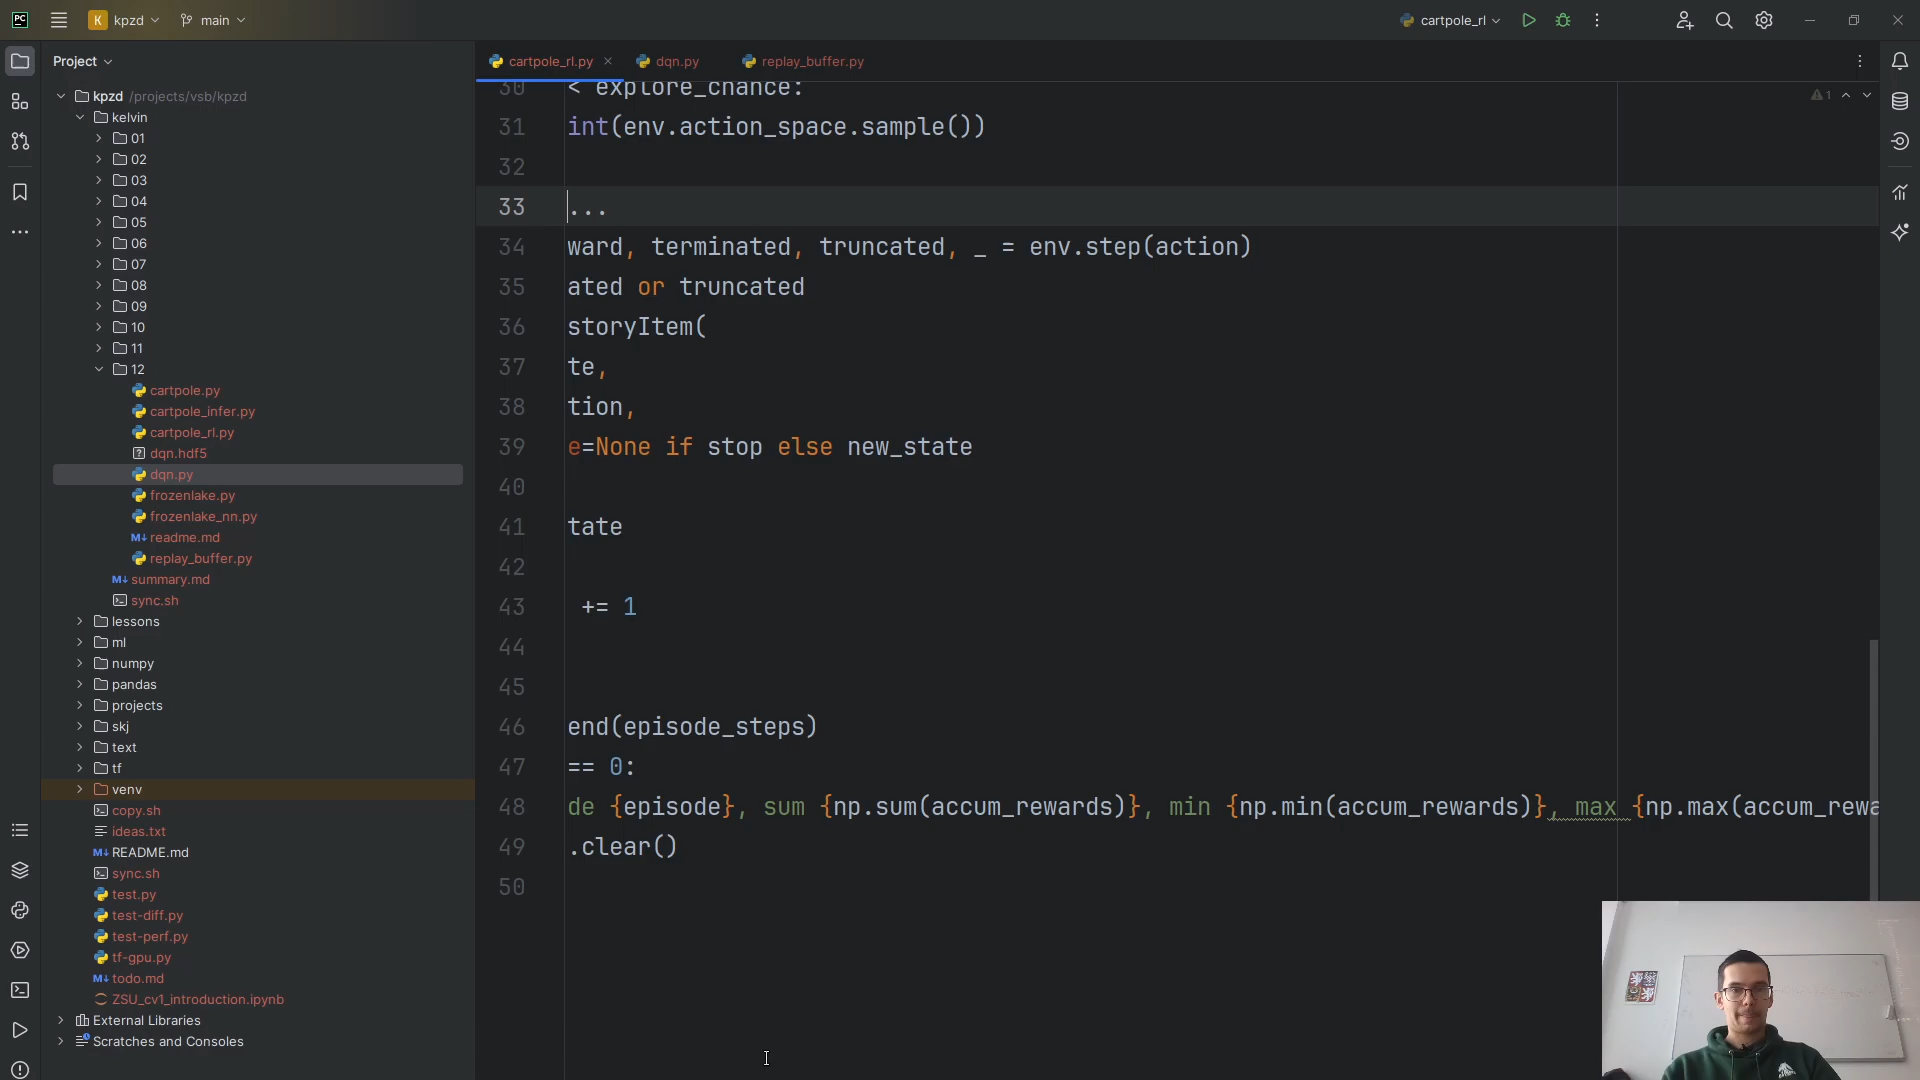 K kpzd main cartpole_rl
Project
cartpole_rl.py dqn.py replay_buffer.py
kpzd /projects/vsb/kpzd
kelvin
01
02
03
04
05
06
07
08
09
10
11
12
cartpole.py
cartpole_infer.py
cartpole_rl.py
dqn.hdf5
dqn.py
frozenlake.py
frozenlake_nn.py
readme.md
replay_buffer.py
summary.md
sync.sh
lessons
ml
numpy
pandas
projects
skj
text
tf
venv
copy.sh
ideas.txt
README.md
sync.sh
test.py
test-diff.py
test-perf.py
tf-gpu.py
todo.md
ZSU_cv1_introduction.ipynb
External Libraries
Scratches and Consoles
1
30 < explore_chance:
31 int(env.action_space.sample())
32
33 ...
34 ward, terminated, truncated, _ = env.step(action)
35 ated or truncated
36 storyItem(
37 te,
38 tion,
39 e=None if stop else new_state
40
41 tate
42
43 += 1
44
45
46 end(episode_steps)
47 == 0:
48 de {episode}, sum {np.sum(accum_rewards)}, min {np.min(accum_rewards)}, max {np.max(accum_rewa
49 .clear()
50